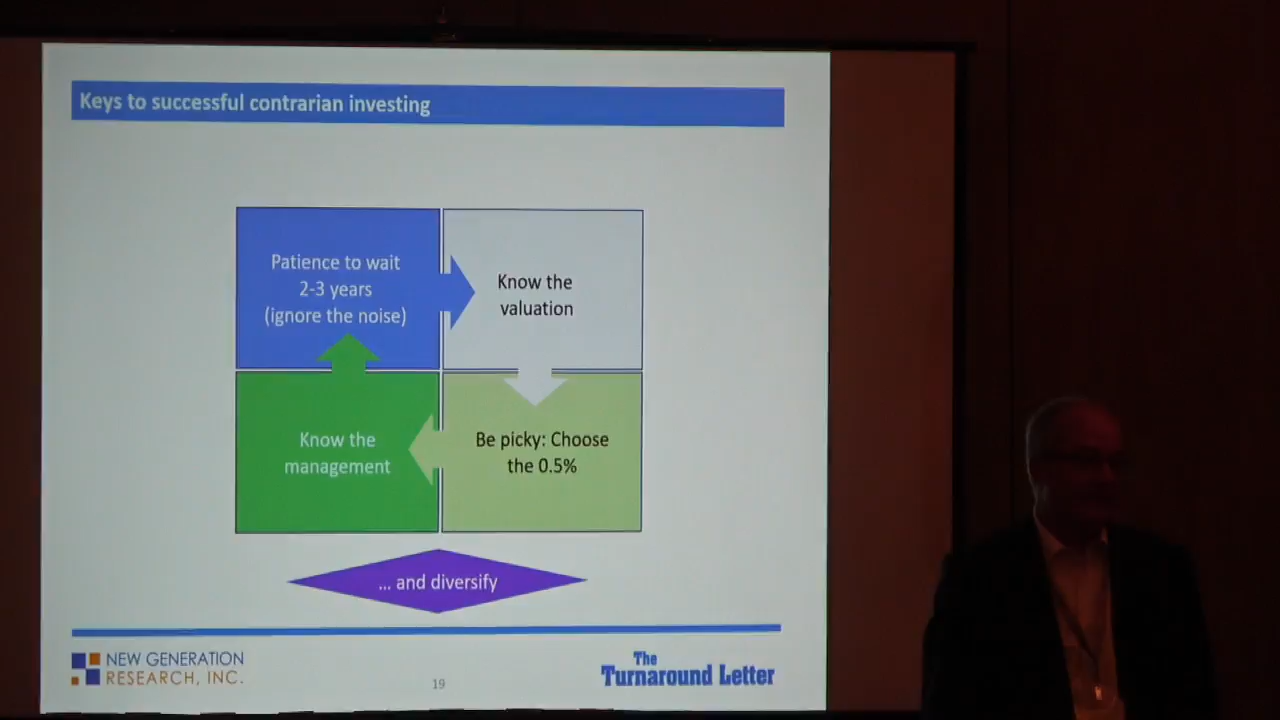 Keys to successful contrarian investing
Patience to wait
2-3 years
(ignore the noise)
Know the
valuation
Know the
management
Be picky: Choose
the 0.5%
... and diversify
NEW GENERATION
RESEARCH, INC.
19
The
Turnaround Letter